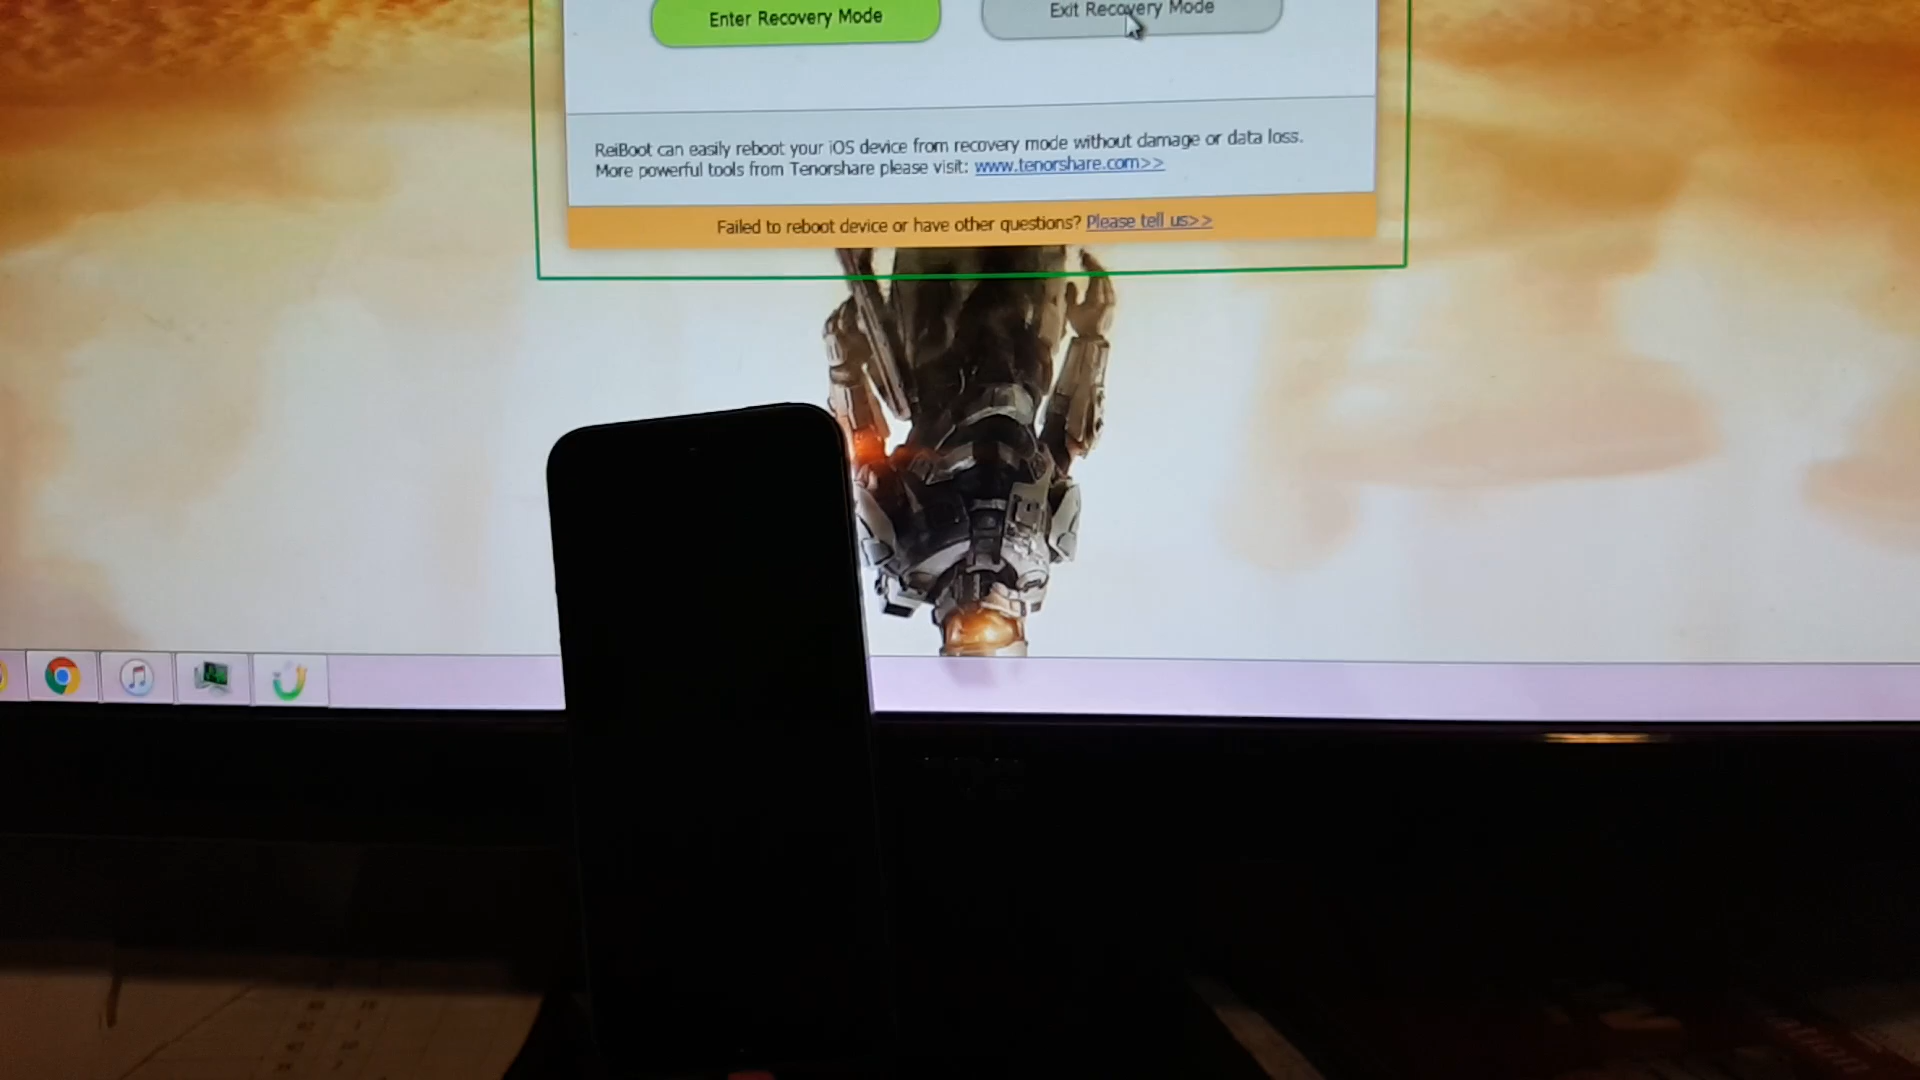 Enter Recovery Mode
Exit Recovery Mode
ReiBoot can easily reboot your iOS device from recovery mode without damage or data loss.
More powerful tools from Tenorshare please visit: www.tenorshare.com>>
Failed to reboot device or have other questions? Please tell us>>